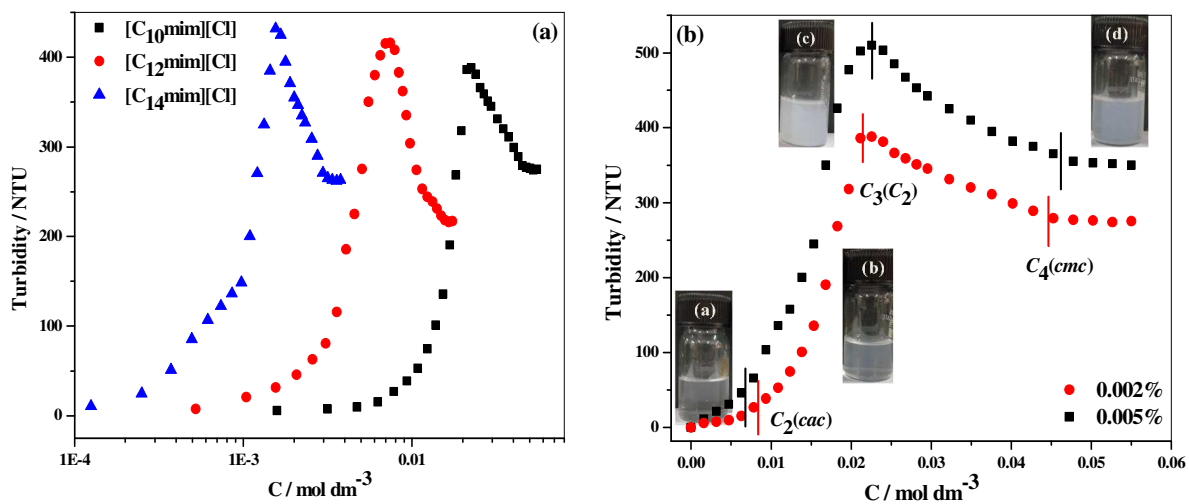 (a)
[C₁₀mim][Cl]
[C₁₂mim][Cl]
[C₁₄mim][Cl]
400
300
200
100
0
Turbidity / NTU
1E-4
1E-3
0.01
C / mol dm⁻³
(b)
(c)
(d)
500
400
300
200
100
0
Turbidity / NTU
C₃(C₂)
C₄(cmc)
(b)
(a)
C₂(cac)
0.002%
0.005%
0.00
0.01
0.02
0.03
0.04
0.05
0.06
C / mol dm⁻³